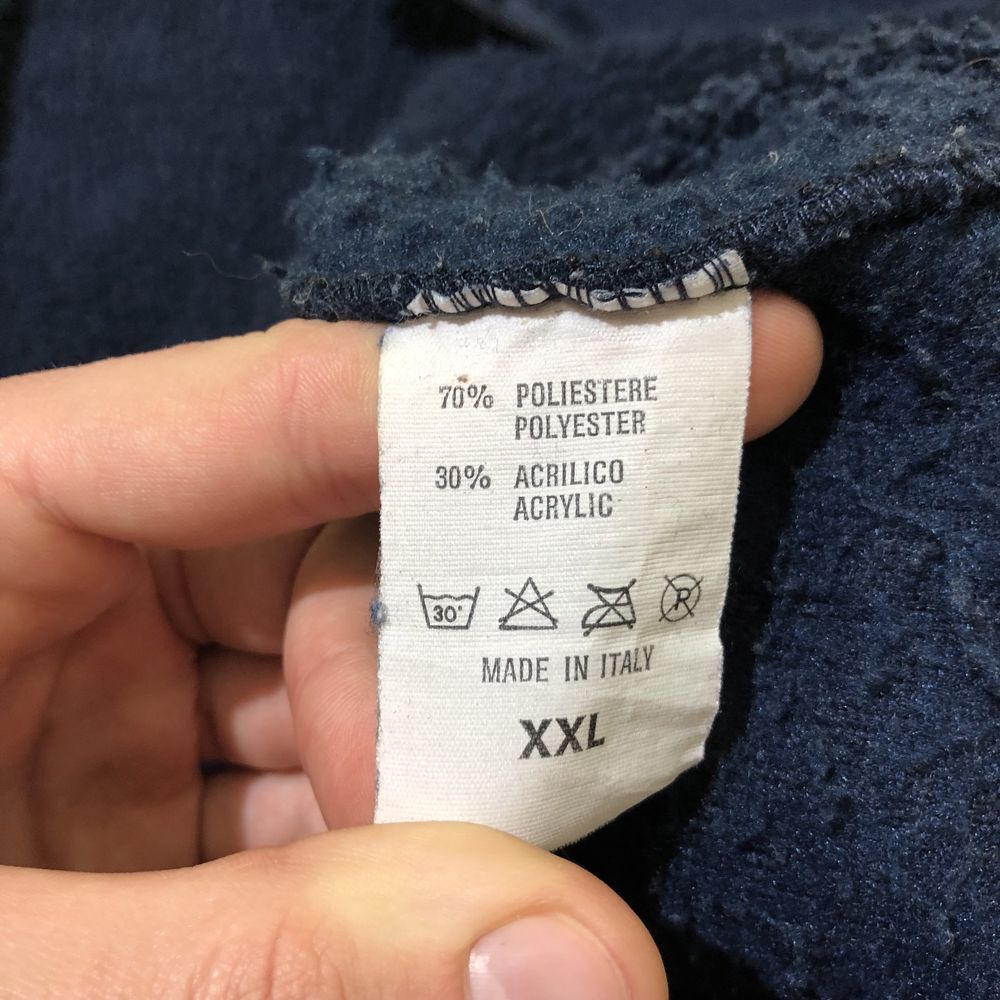 70% POLIESTERE
POLYESTER
30% ACRILICO
ACRYLIC
30°
R
MADE IN ITALY
XXL